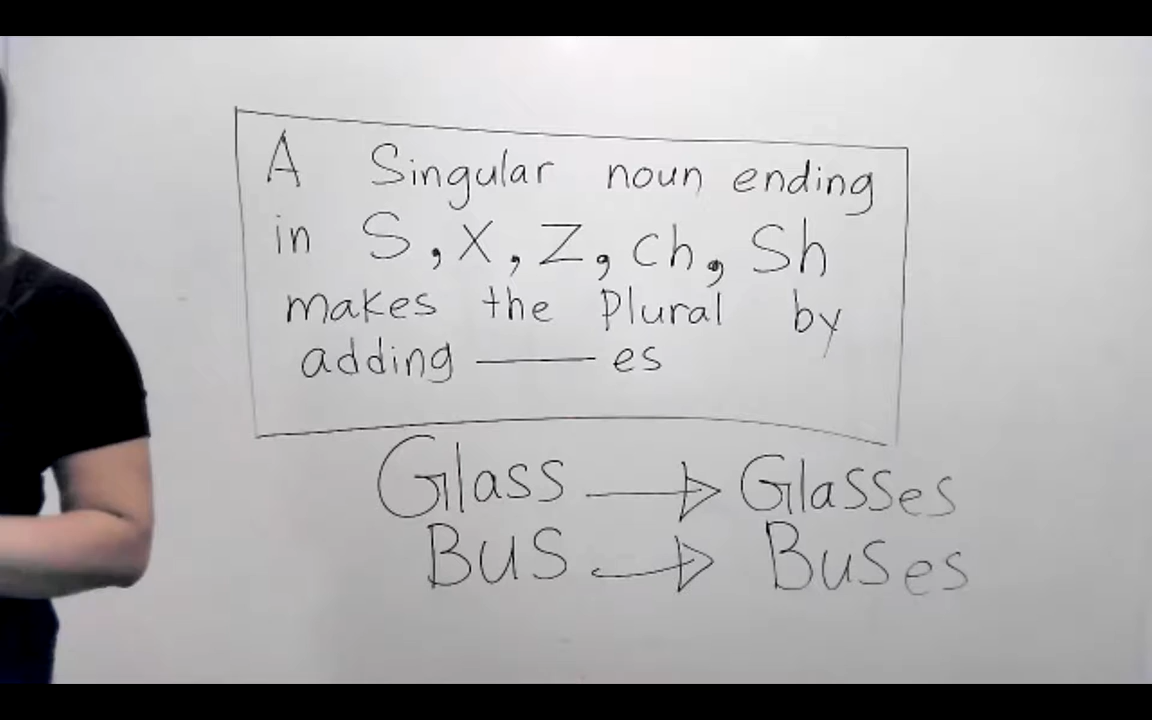 A Singular noun ending
in S, X, Z, ch, Sh
makes the Plural by
adding —— es
Glass → Glasses
Bus → Buses